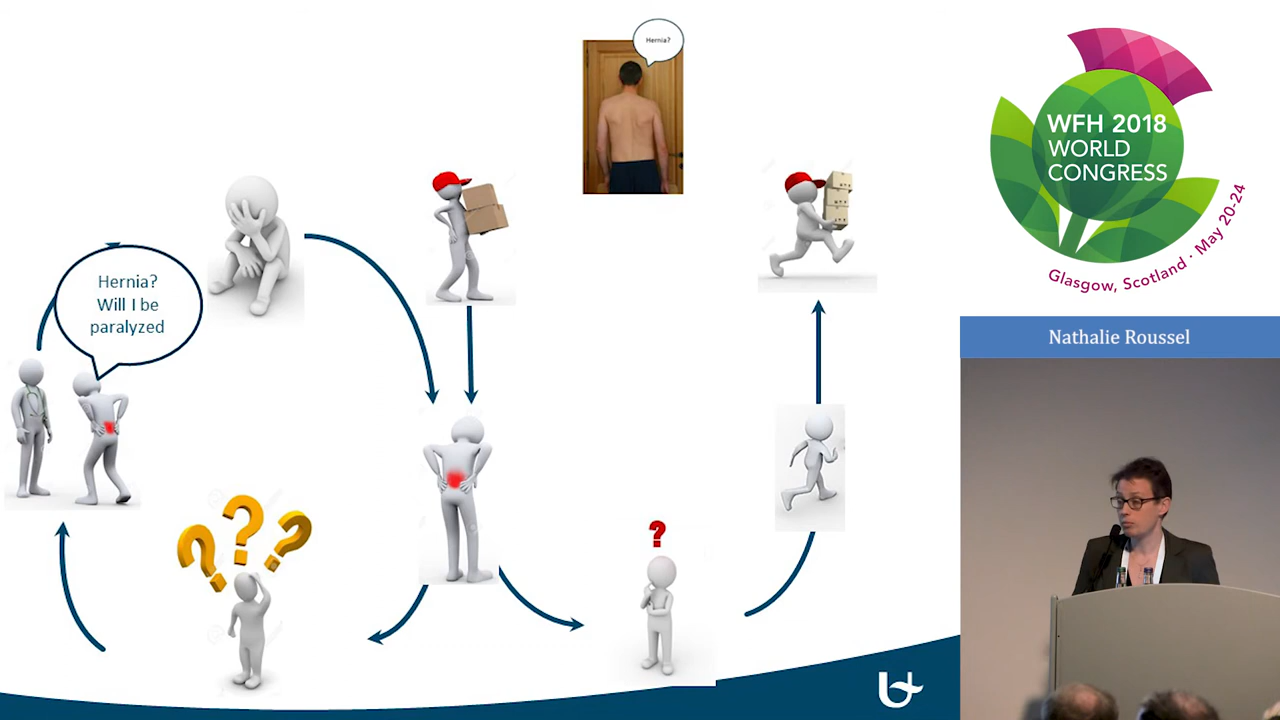 Hernia?
Hernia?
Will I be
paralyzed
? ? ?
?
WFH 2018
WORLD
CONGRESS
Glasgow, Scotland · May 20-24
Nathalie Roussel